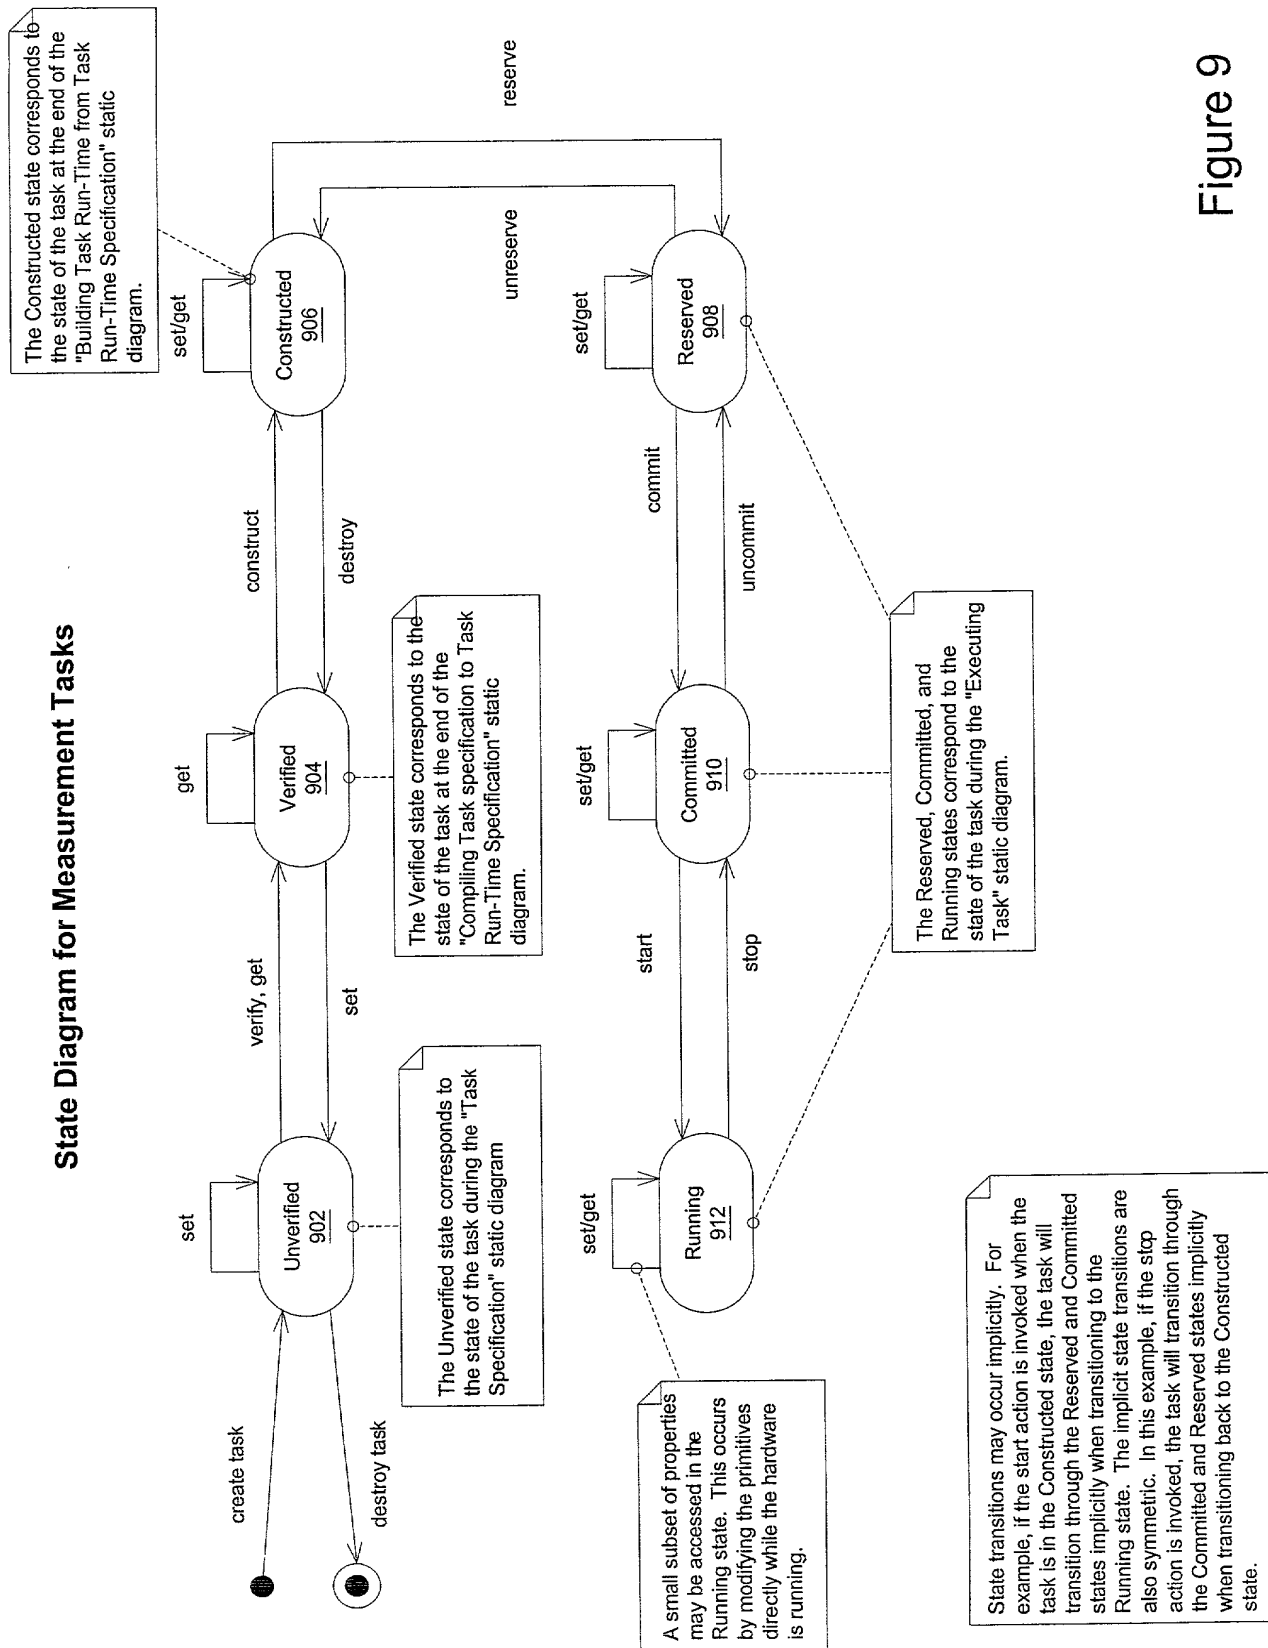 State Diagram for Measurement Tasks
create task
destroy task
set
Unverified
902
verify, get
set
get
Verified
904
construct
destroy
set/get
Constructed
906
The Constructed state corresponds to
the state of the task at the end of the
"Building Task Run-Time from Task
Run-Time Specification" static
diagram.
The Unverified state corresponds to
the state of the task during the "Task
Specification" static diagram
The Verified state corresponds to the
state of the task at the end of the
"Compiling Task specification to Task
Run-Time Specification" static
diagram.
unreserve
reserve
set/get
Running
912
start
stop
set/get
Committed
910
commit
uncommit
set/get
Reserved
908
A small subset of properties
may be accessed in the
Running state. This occurs
by modifying the primitives
directly while the hardware
is running.
The Reserved, Committed, and
Running states correspond to the
state of the task during the "Executing
Task" static diagram.
State transitions may occur implicitly. For
example, if the start action is invoked when the
task is in the Constructed state, the task will
transition through the Reserved and Committed
states implicitly when transitioning to the
Running state. The implicit state transitions are
also symmetric. In this example, if the stop
action is invoked, the task will transition through
the Committed and Reserved states implicitly
when transitioning back to the Constructed
state.
Figure 9